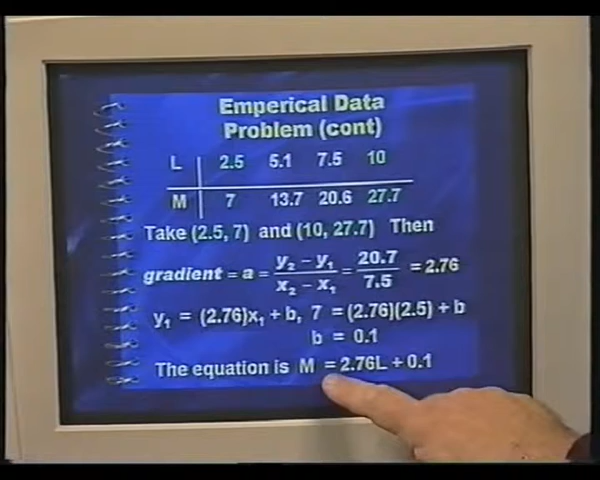 Emperical Data
Problem (cont)
L 2.5 5.1 7.5 10
M 7 13.7 20.6 27.7
Take (2.5, 7) and (10, 27.7) Then
gradient = a = y₂ − y₁ / x₂ − x₁ = 20.7 / 7.5 = 2.76
y₁ = (2.76)x₁ + b, 7 = (2.76)(2.5) + b
b = 0.1
The equation is M = 2.76L + 0.1